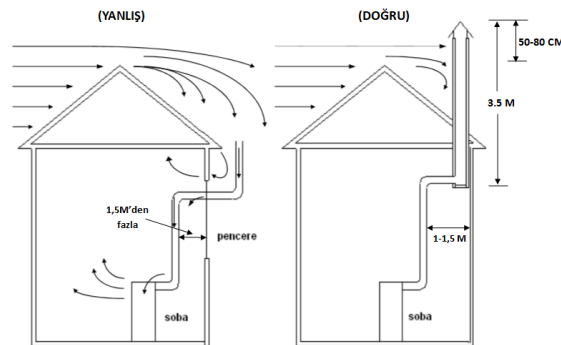 (YANLIŞ)
1,5M'den
fazla
pencere
soba
(DOĞRU)
50-80 CM
3.5 M
1-1,5 M
soba